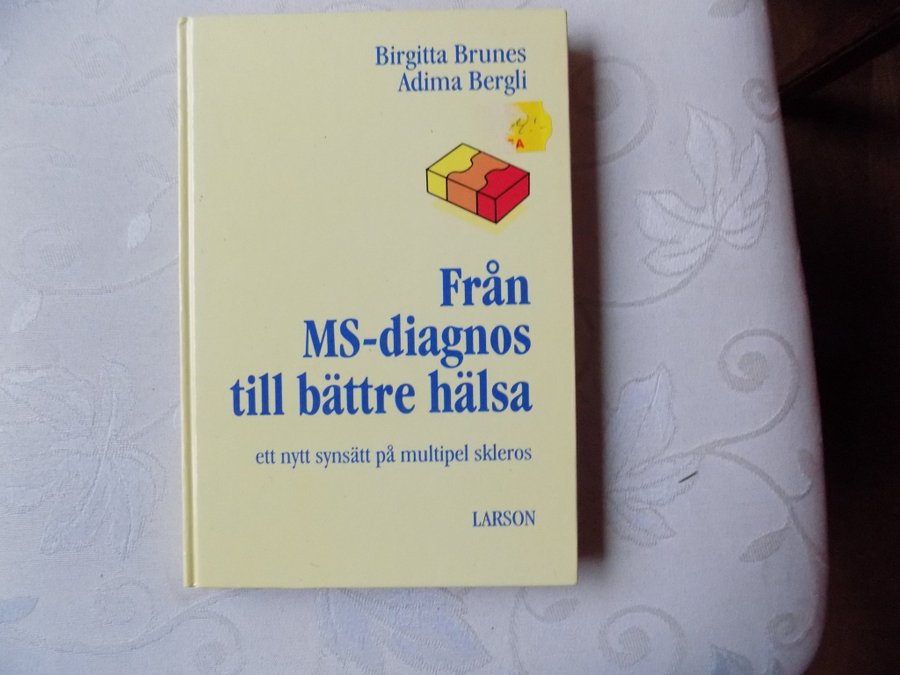 Birgitta Brunes
Adima Bergli
Från
MS-diagnos
till bättre hälsa
ett nytt synsätt på multipel skleros
LARSON